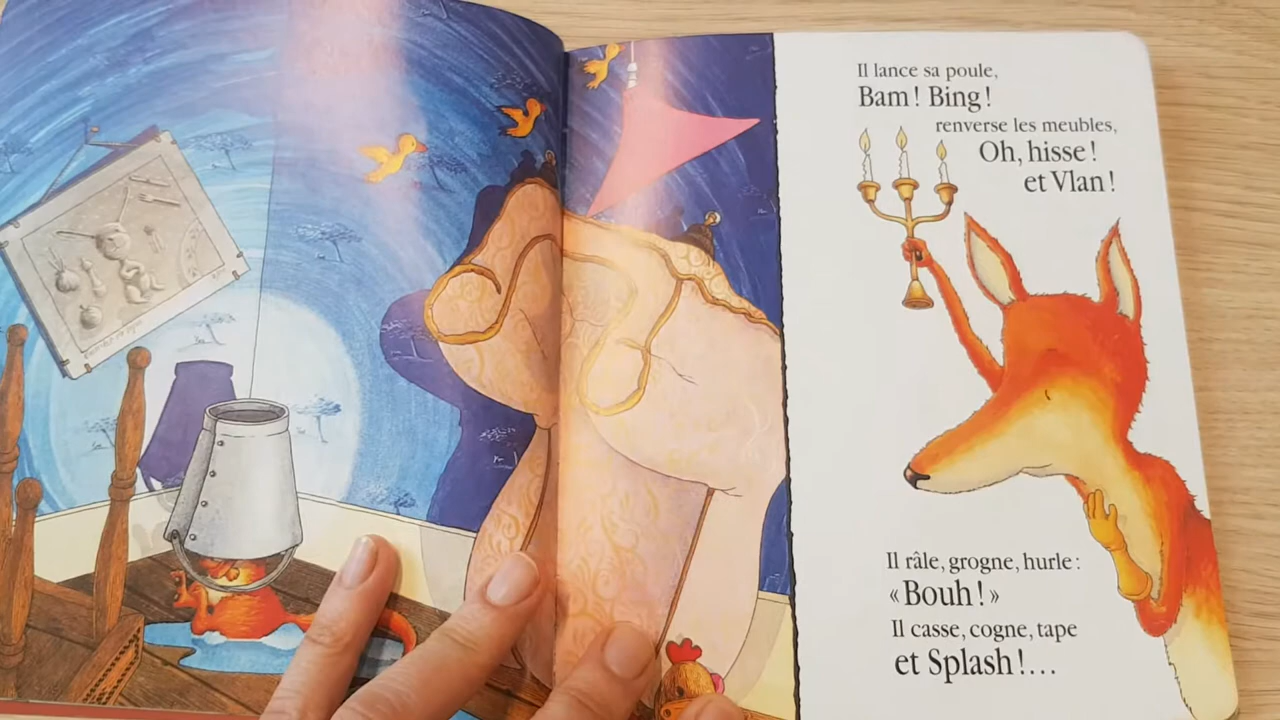 Il lance sa poule,
Bam ! Bing !
renverse les meubles,
Oh, hisse !
et Vlan !
Il râle, grogne, hurle :
« Bouh ! »
Il casse, cogne, tape
et Splash !...